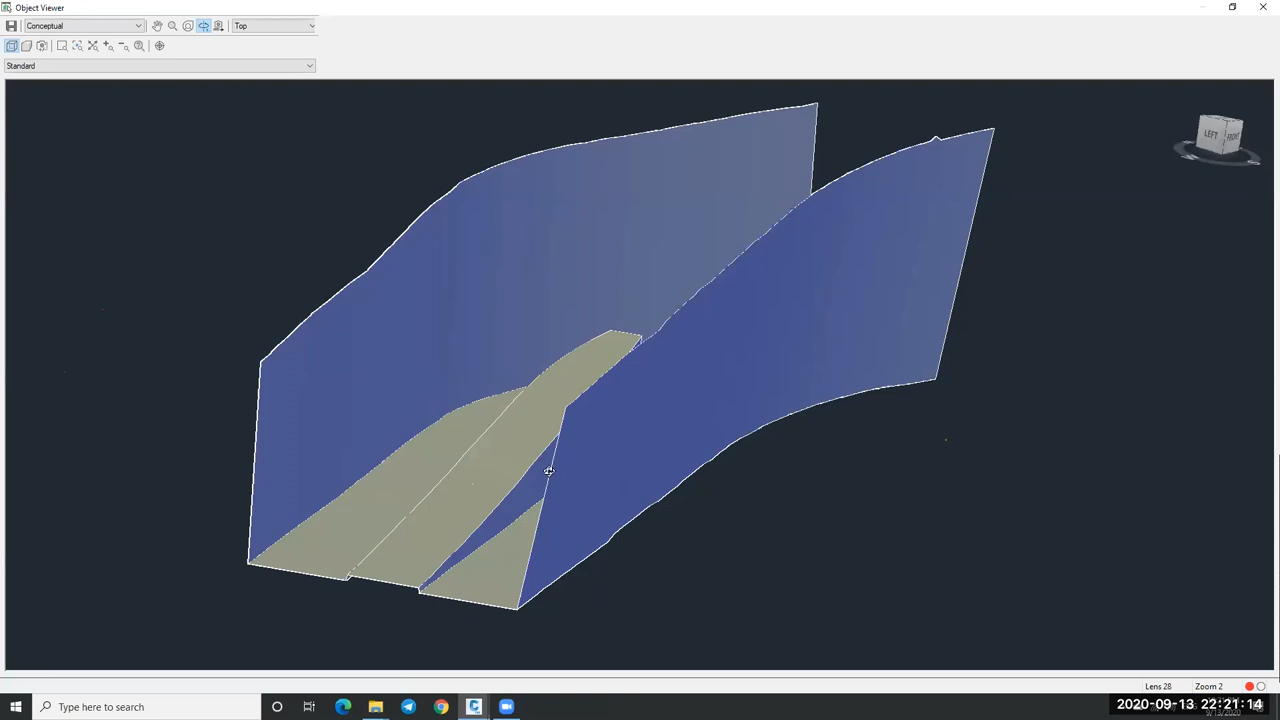 Object Viewer
Conceptual
Top
Standard
LEFT
FRONT
Lens 28
Zoom 2
Type here to search
2020-09-13 22:21:14